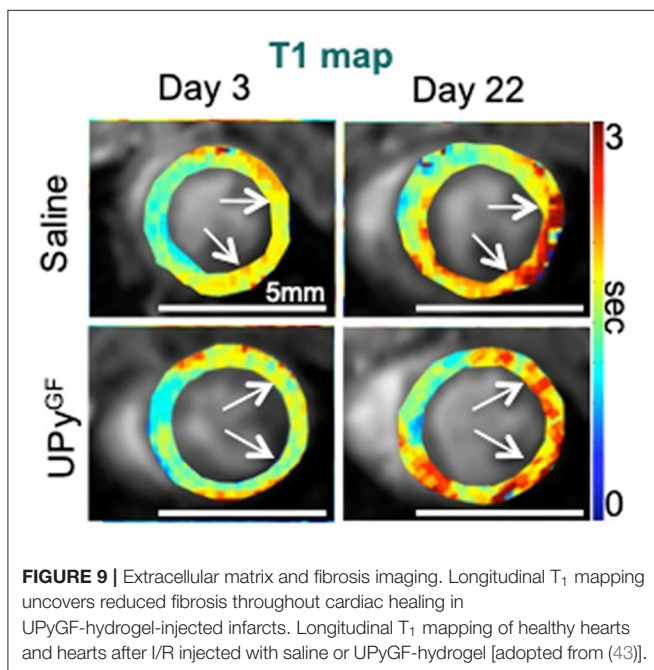 T1 map
Day 3 Day 22
Saline
5mm
UPyGF
3
sec
0
FIGURE 9 | Extracellular matrix and fibrosis imaging. Longitudinal T1 mapping
uncovers reduced fibrosis throughout cardiac healing in
UPyGF-hydrogel-injected infarcts. Longitudinal T1 mapping of healthy hearts
and hearts after I/R injected with saline or UPyGF-hydrogel [adopted from (43)].